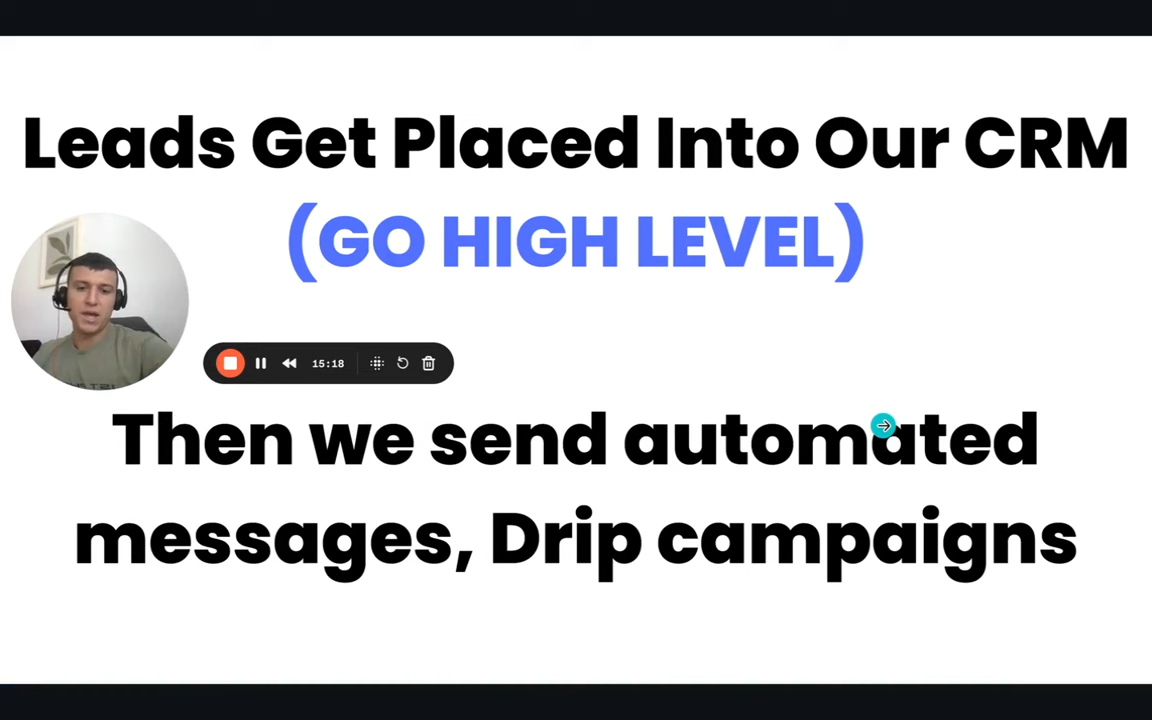 Leads Get Placed Into Our CRM
(GO HIGH LEVEL)
15:18
Then we send automated
messages, Drip campaigns